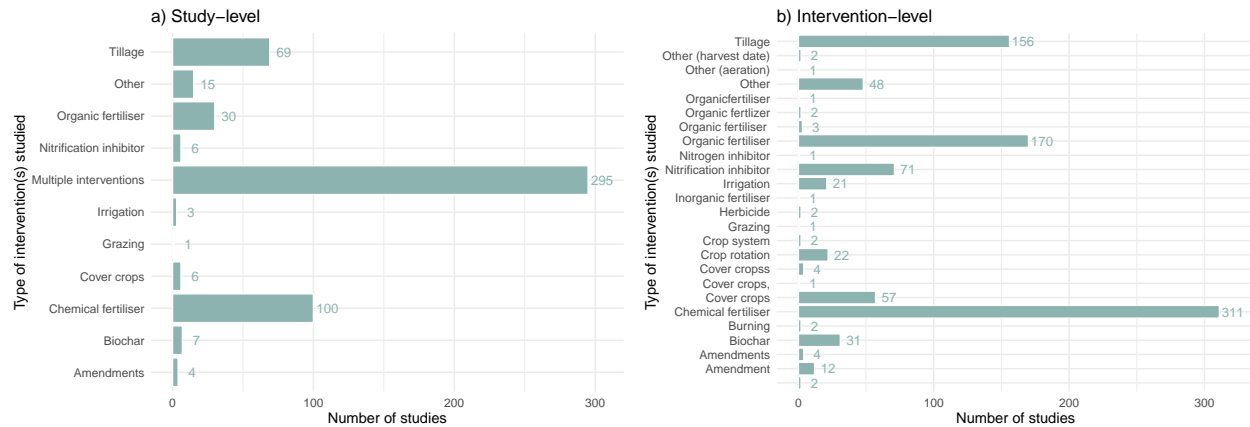 a) Study−level
Type of intervention(s) studied
Tillage 69
Other 15
Organic fertiliser 30
Nitrification inhibitor 6
Multiple interventions 295
Irrigation 3
Grazing 1
Cover crops 6
Chemical fertiliser 100
Biochar 7
Amendments 4
0 100 200 300
Number of studies
b) Intervention−level
Type of intervention(s) studied
Tillage 156
Other (harvest date) 2
Other (aeration) 1
Other 48
Organicfertiliser 1
Organic fertlizer 2
Organic fertiliser 3
Organic fertiliser 170
Nitrogen inhibitor 1
Nitrification inhibitor 71
Irrigation 21
Inorganic fertiliser 1
Herbicide 2
Grazing 1
Crop system 2
Crop rotation 22
Cover cropss 4
Cover crops, 1
Cover crops 57
Chemical fertiliser 311
Burning 2
Biochar 31
Amendments 4
Amendment 12
2
0 100 200 300
Number of studies